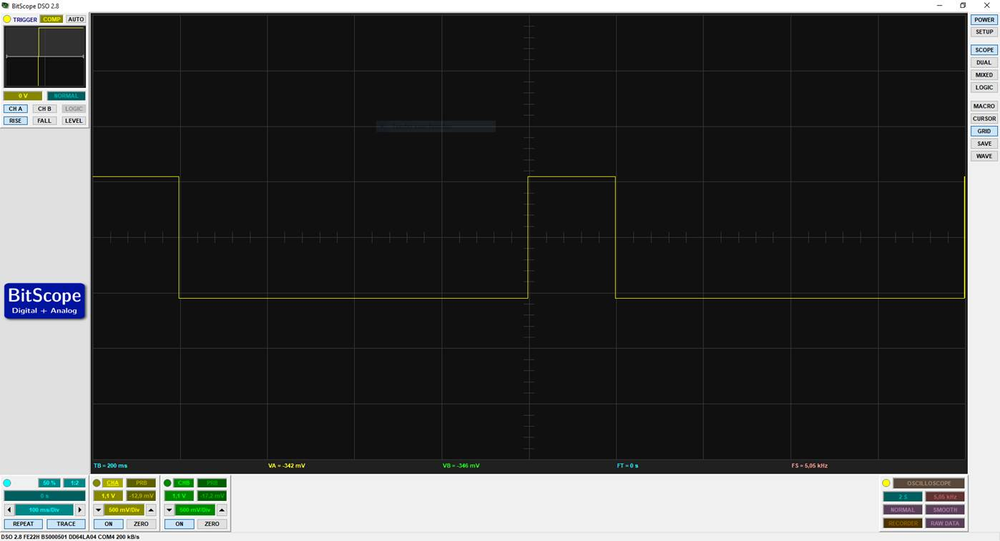 BitScope DSO 2.8
TRIGGER COMP AUTO
0 V NORMAL
CH A CH B LOGIC
RISE FALL LEVEL
BitScope
Digital + Analog
POWER
SETUP
SCOPE
DUAL
MIXED
LOGIC
MACRO
CURSOR
GRID
SAVE
WAVE
TB = 200 ms VA = -342 mV VB = -346 mV FT = 0 s FS = 5,05 kHz
50 % 1:2 CHA PRB CHB PRB OSCILLOSCOPE
0 s 1,1 V -12,9 mV 1,1 V -17,2 mV 2 S 5,05 kHz
100 ms/Div 500 mV/Div 500 mV/Div NORMAL SMOOTH
REPEAT TRACE ON ZERO ON ZERO RECORDER RAW DATA
DSO 2.8 FE22H BS000501 DD64LA04 COM4 200 kB/s